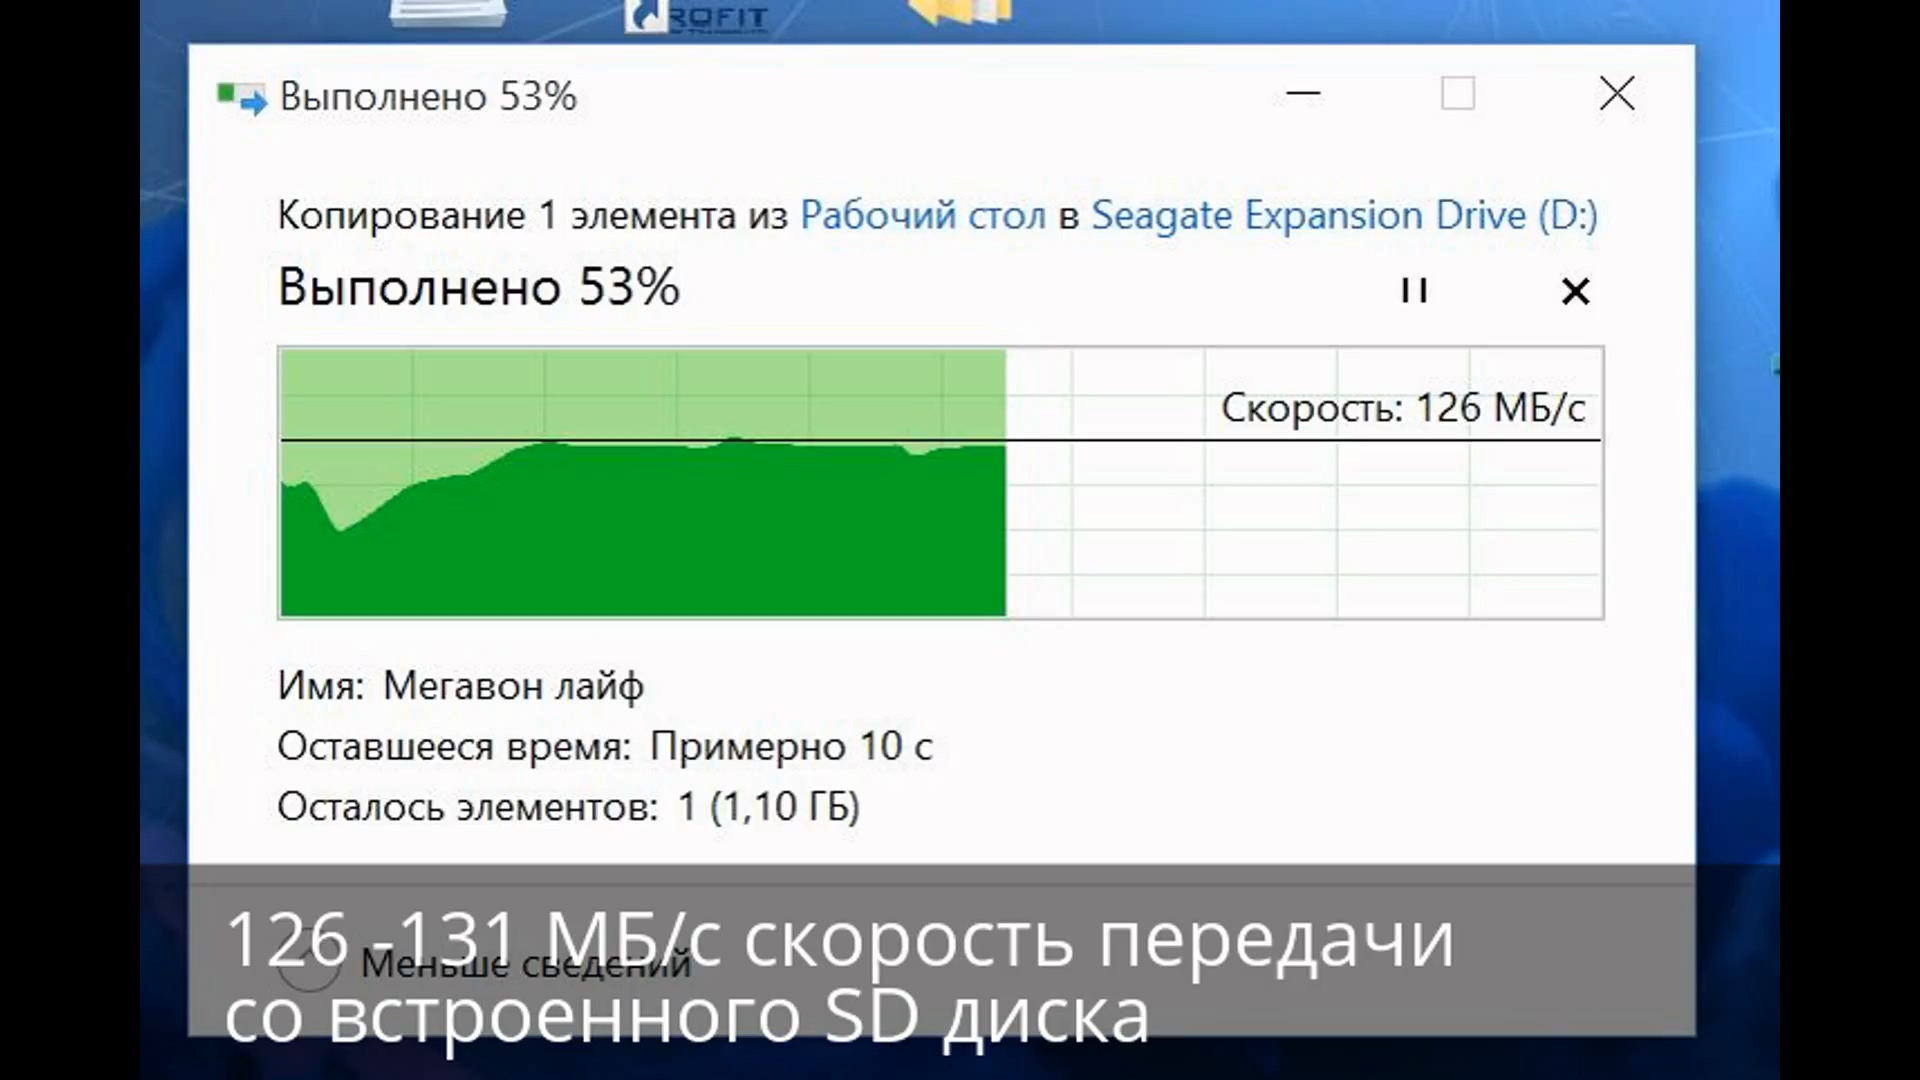 ROFIT
Выполнено 53%
Копирование 1 элемента из Рабочий стол в Seagate Expansion Drive (D:)
Выполнено 53%
Скорость: 126 МБ/с
Имя: Мегавон лайф
Оставшееся время: Примерно 10 с
Осталось элементов: 1 (1,10 ГБ)
Меньше сведений
126 -131 МБ/с скорость передачи
со встроенного SD диска